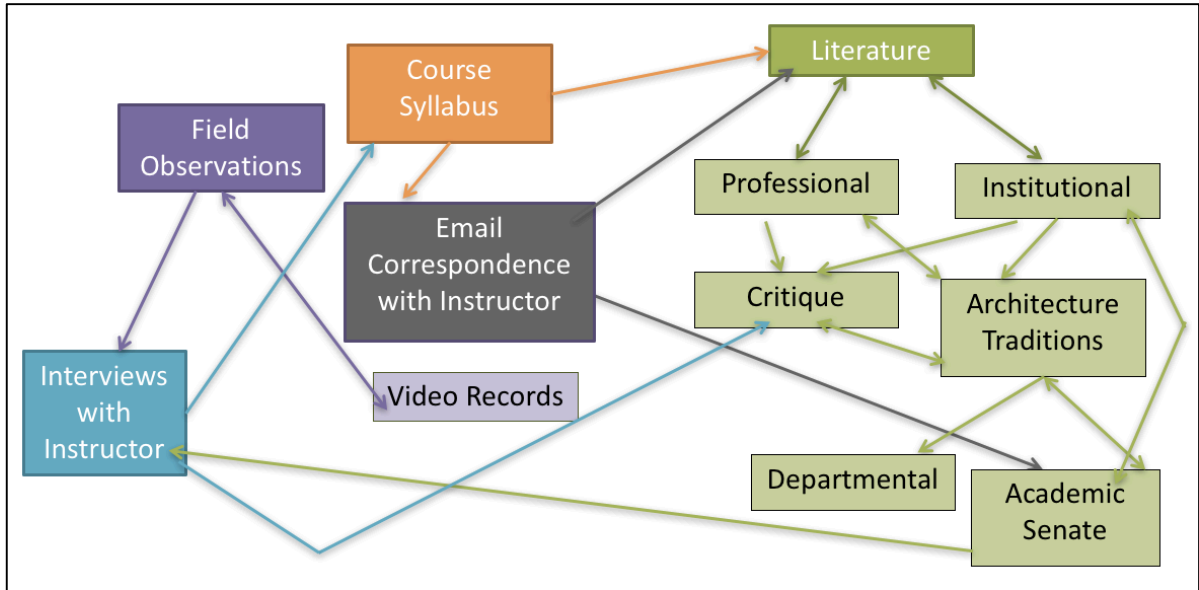 Literature
Course
Syllabus
Field
Observations
Professional
Institutional
Email
Correspondence
with Instructor
Critique
Architecture
Traditions
Interviews
with
Instructor
Video Records
Departmental
Academic
Senate